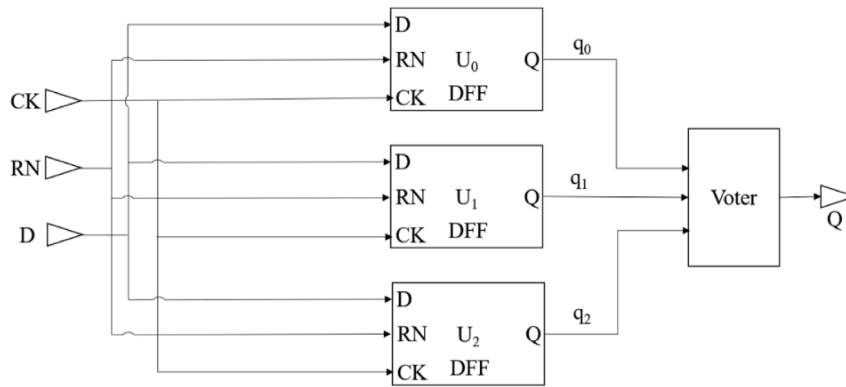 CK
RN
D
D
RN U₀ Q
CK DFF
D
RN U₁ Q
CK DFF
D
RN U₂ Q
CK DFF
q₀
q₁
q₂
Voter
Q